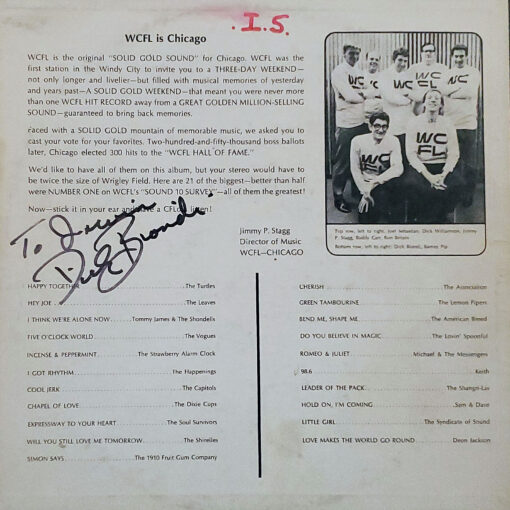 I.S.
WCFL is Chicago
WCFL is the original "SOLID GOLD SOUND" for Chicago. WCFL was the
first station in the Windy City to invite you to a THREE-DAY WEEKEND—
not only longer and livelier—but filled with musical memories of yesterday
and years past—A SOLID GOLD WEEKEND—that meant you were never more
than one WCFL HIT RECORD away from a GREAT GOLDEN MILLION-SELLING
SOUND—guaranteed to bring back memories.
Faced with a SOLID GOLD mountain of memorable music, we asked you to
cast your vote for your favorites. Two-hundred-and-fifty-thousand boss ballots
later, Chicago elected 300 hits to the "WCFL HALL OF FAME."
We'd like to have all of them on this album, but your stereo would have to
be twice the size of Wrigley Field. Here are 21 of the biggest—better than half
were NUMBER ONE on WCFL's "SOUND 10 SURVEY"—all of them the greatest!
Now—stick it in your ear and
Jimmy P. Stagg
Director of Music
WCFL—CHICAGO
To
Dick Biondi
WCFL
WC
FL
WC
FL
Top row, left to right: Joel Sebastian, Dick Williamson, Jimmy
P. Stagg, Ron Britain
Bottom row, left to right: Dick Biondi, Barney Pip
HAPPY TOGETHER The Turtles
HEY JOE The Leaves
I THINK WE'RE ALONE NOW Tommy James & The Shondells
FIVE O'CLOCK WORLD The Vogues
INCENSE & PEPPERMINT The Strawberry Alarm Clock
I GOT RHYTHM The Happenings
COOL JERK The Capitols
CHAPEL OF LOVE The Dixie Cups
EXPRESSWAY TO YOUR HEART The Soul Survivors
WILL YOU STILL LOVE ME TOMORROW The Shirelles
SIMON SAYS The 1910 Fruit Gum Company
CHERISH The Association
GREEN TAMBOURINE The Lemon Pipers
BEND ME, SHAPE ME The American Breed
DO YOU BELIEVE IN MAGIC The Lovin' Spoonful
ROMEO & JULIET Michael & The Messengers
98.6 Keith
LEADER OF THE PACK The Shangri-Las
HOLD ON, I'M COMING Sam & Dave
LITTLE GIRL The Syndicate of Sound
LOVE MAKES THE WORLD GO ROUND Deon Jackson